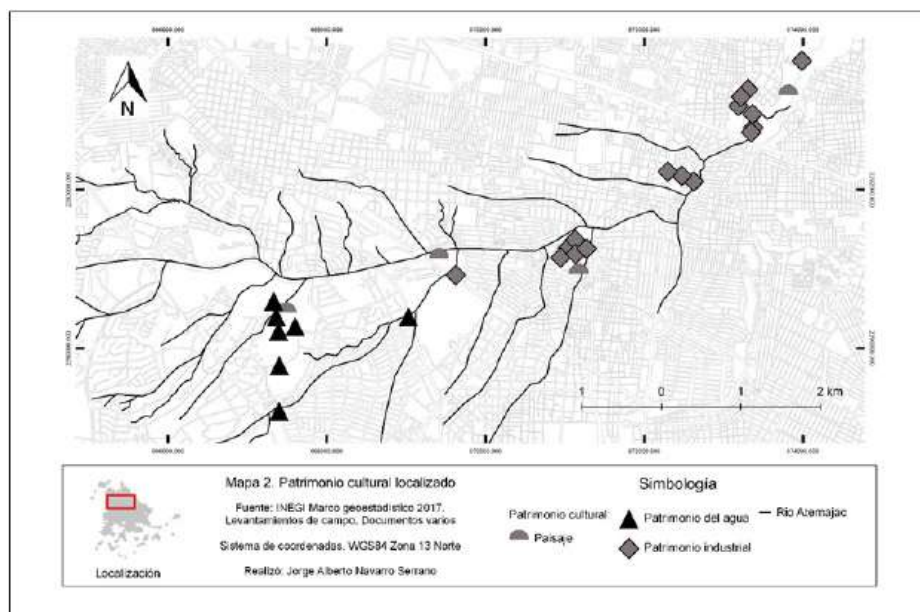 N
1 0 1 2 km
Mapa 2. Patrimonio cultural localizado
Fuente: INEGI Marco geoestadístico 2017.
Levantamientos de campo. Documentos varios
Sistema de coordenadas. WGS84 Zona 13 Norte
Realizó: Jorge Alberto Navarro Serrano
Localización
Simbología
Patrimonio cultural:
Paisaje
Patrimonio del agua
Patrimonio industrial
Río Atemajac